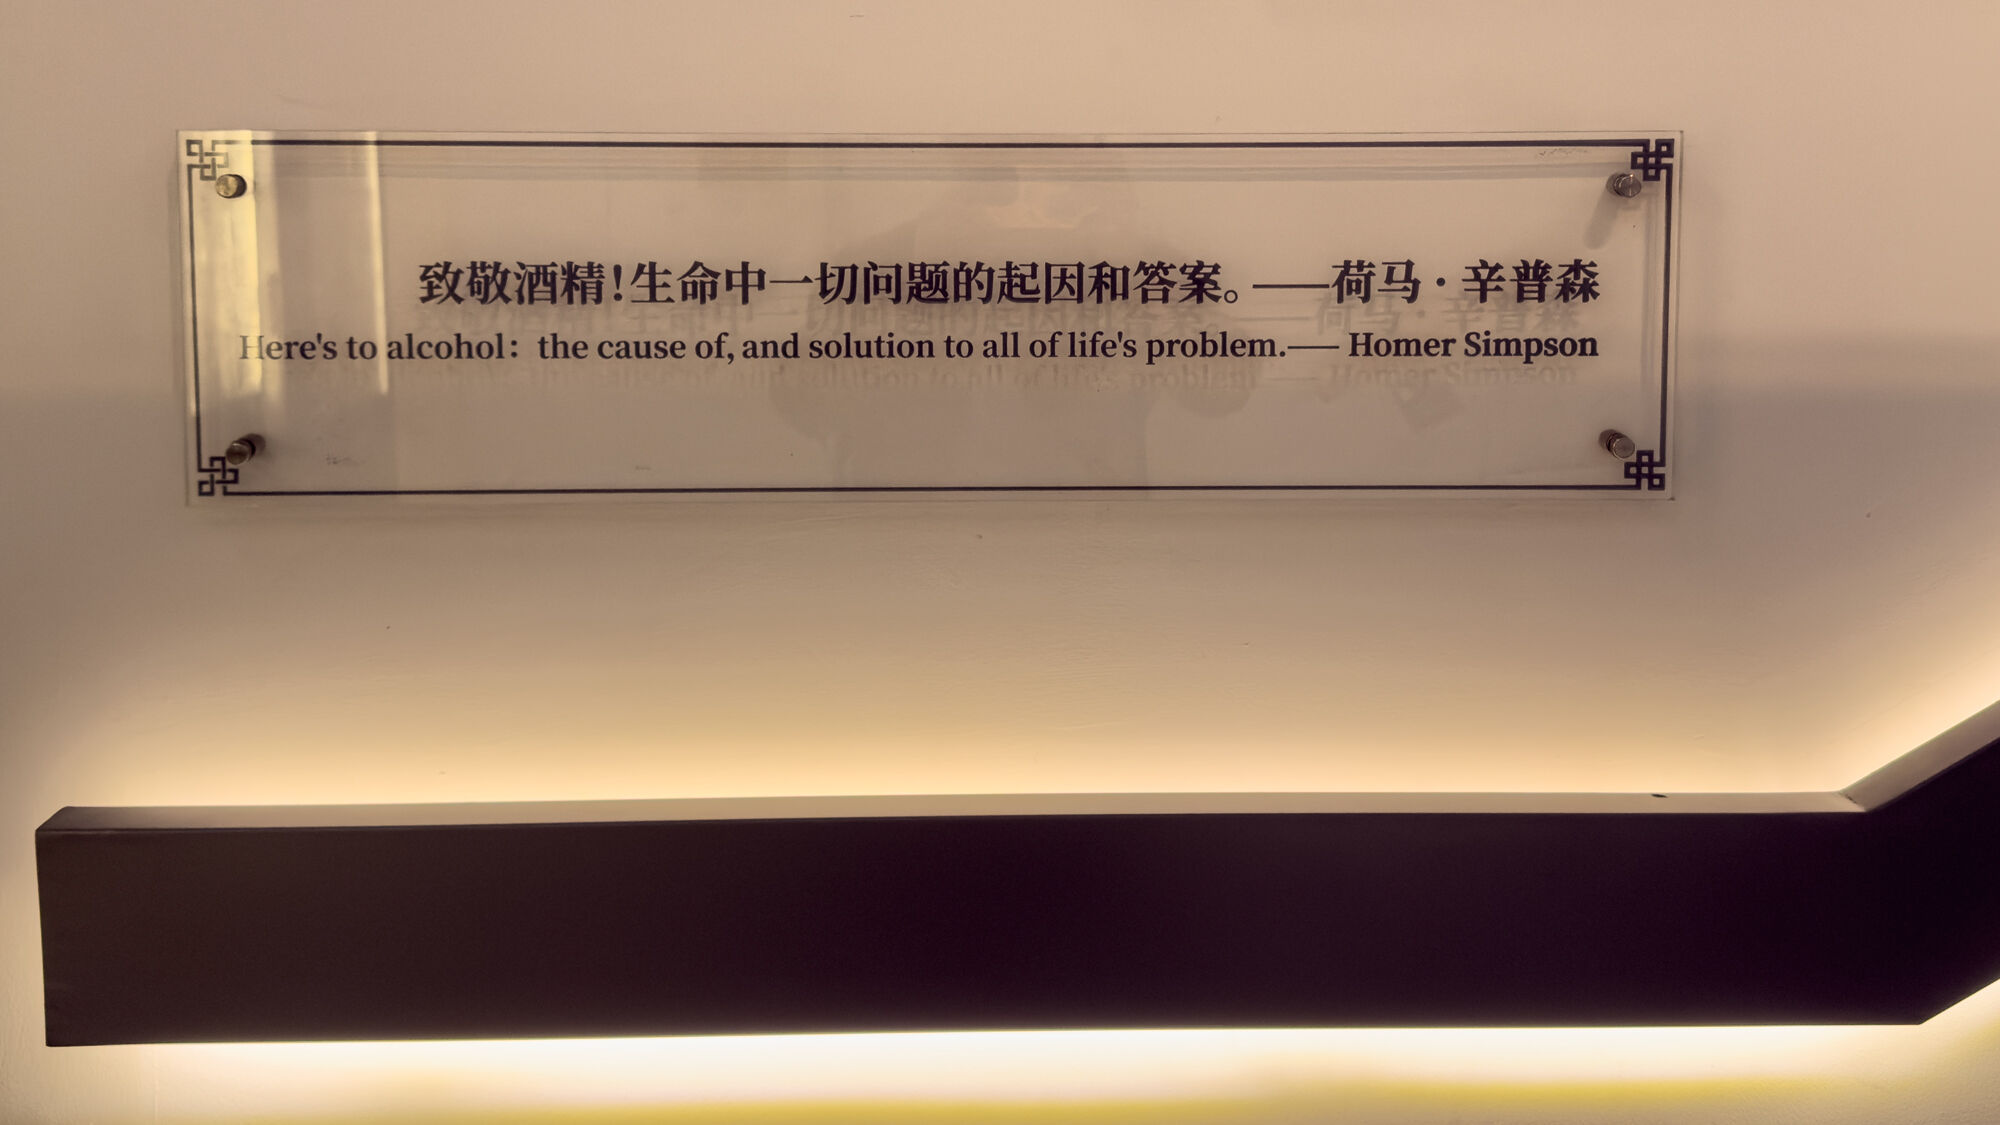 致敬酒精！生命中一切问题的起因和答案。——荷马·辛普森
Here's to alcohol：the cause of, and solution to all of life's problem.—— Homer Simpson